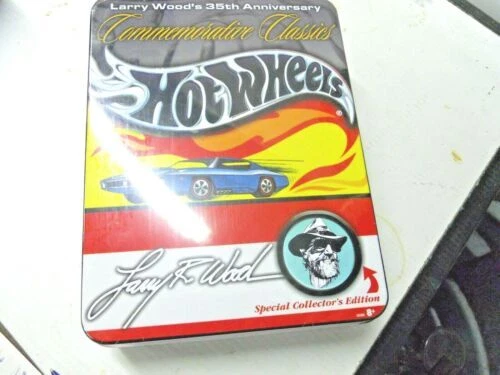 Larry Wood's 35th Anniversary
Commemorative Classics
Hot Wheels
®
Larry R Wood
Special Collector's Edition
8+